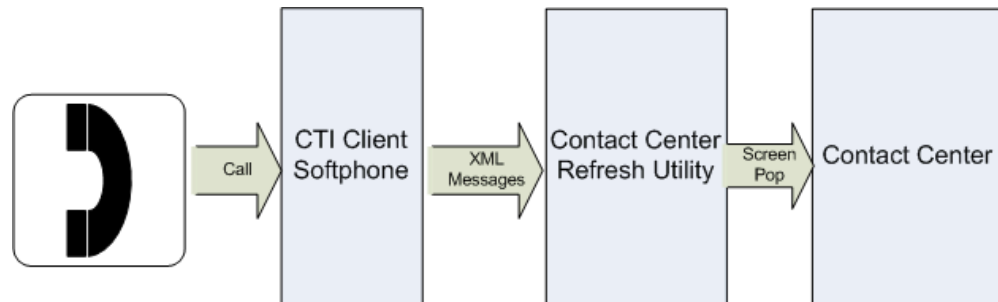 Call
CTI Client
Softphone
XML
Messages
Contact Center
Refresh Utility
Screen
Pop
Contact Center